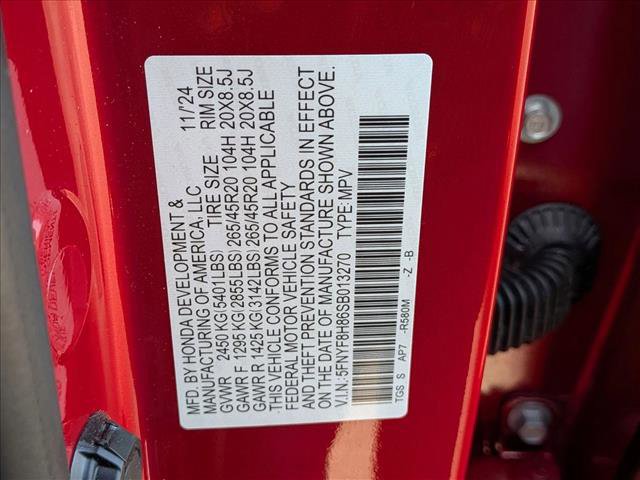 MFD. BY HONDA DEVELOPMENT & 11/'24
MANUFACTURING OF AMERICA, LLC
GVWR 2450 KG(5401LBS) TIRE SIZE RIM SIZE
GAWR F 1295 KG(2855LBS) 265/45R20 104H 20X8.5J
GAWR R 1425 KG(3142LBS) 265/45R20 104H 20X8.5J
THIS VEHICLE CONFORMS TO ALL APPLICABLE
FEDERAL MOTOR VEHICLE SAFETY
AND THEFT PREVENTION STANDARDS IN EFFECT
ON THE DATE OF MANUFACTURE SHOWN ABOVE.
V.I.N.: 5FNYF8H86SB013270 TYPE: MPV
TGS S AP7 -R580M -Z -B